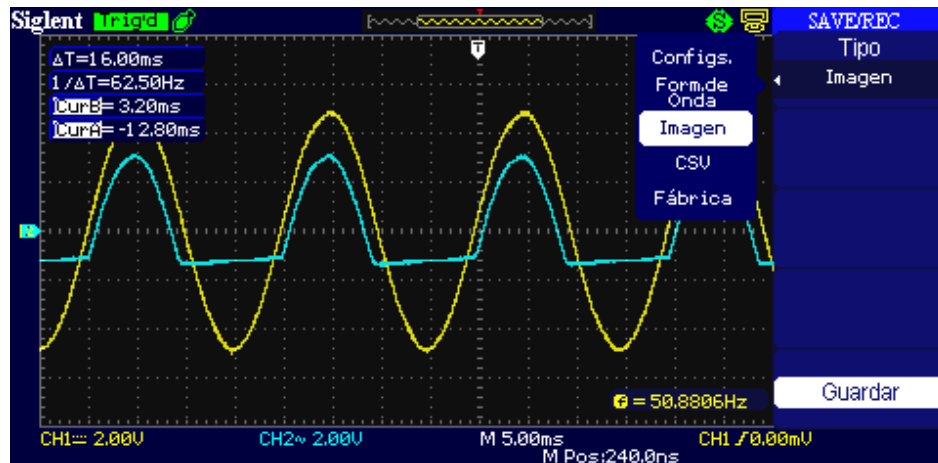 Siglent Trig'd SAVE/REC
Tipo
Imagen
T
ΔT=16.00ms
1/ΔT=62.50Hz
CurB= 3.20ms
CurA= -12.80ms
Configs.
Form.de
Onda
Imagen
CSV
Fábrica
= 50.8806Hz
Guardar
CH1⎓ 2.00V CH2∿ 2.00V M 5.00ms CH1 / 0.00mV
M Pos:240.0ns